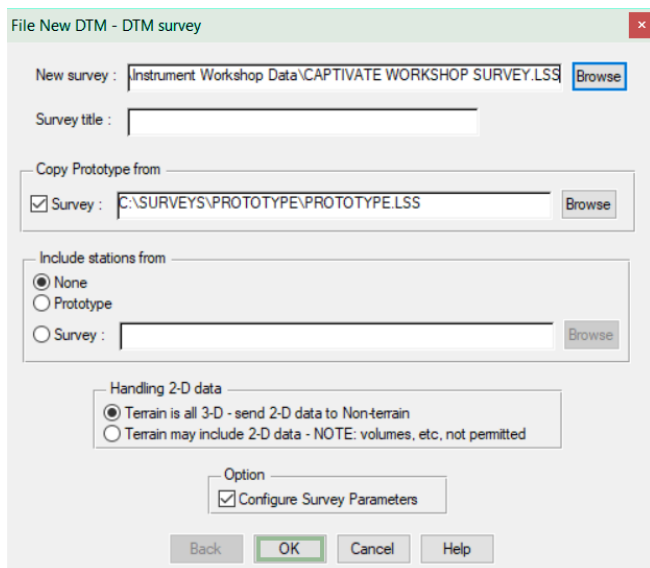 File New DTM - DTM survey
New survey : \Instrument Workshop Data\CAPTIVATE WORKSHOP SURVEY.LSS Browse
Survey title :
Copy Prototype from
Survey : C:\SURVEYS\PROTOTYPE\PROTOTYPE.LSS Browse
Include stations from
None
Prototype
Survey : Browse
Handling 2-D data
Terrain is all 3-D - send 2-D data to Non-terrain
Terrain may include 2-D data - NOTE: volumes, etc, not permitted
Option
Configure Survey Parameters
Back OK Cancel Help